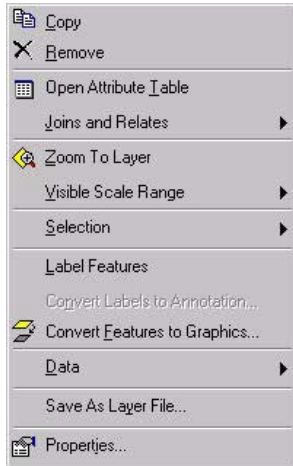 Copy
Remove
Open Attribute Table
Joins and Relates
Zoom To Layer
Visible Scale Range
Selection
Label Features
Convert Labels to Annotation...
Convert Features to Graphics...
Data
Save As Layer File...
Properties...